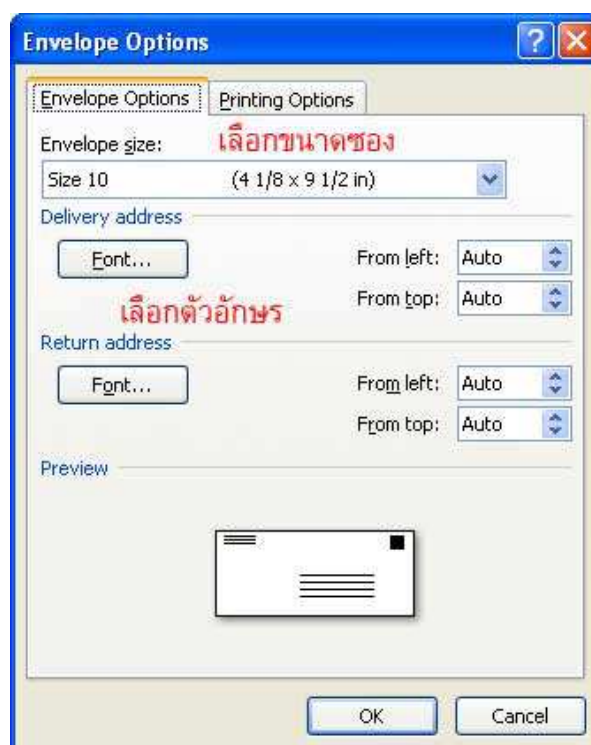 Envelope Options
Envelope Options
Printing Options
Envelope size:
เลือกขนาดซอง
Size 10 (4 1/8 x 9 1/2 in)
Delivery address
Font...
From left: Auto
From top: Auto
เลือกตัวอักษร
Return address
Font...
From left: Auto
From top: Auto
Preview
OK
Cancel